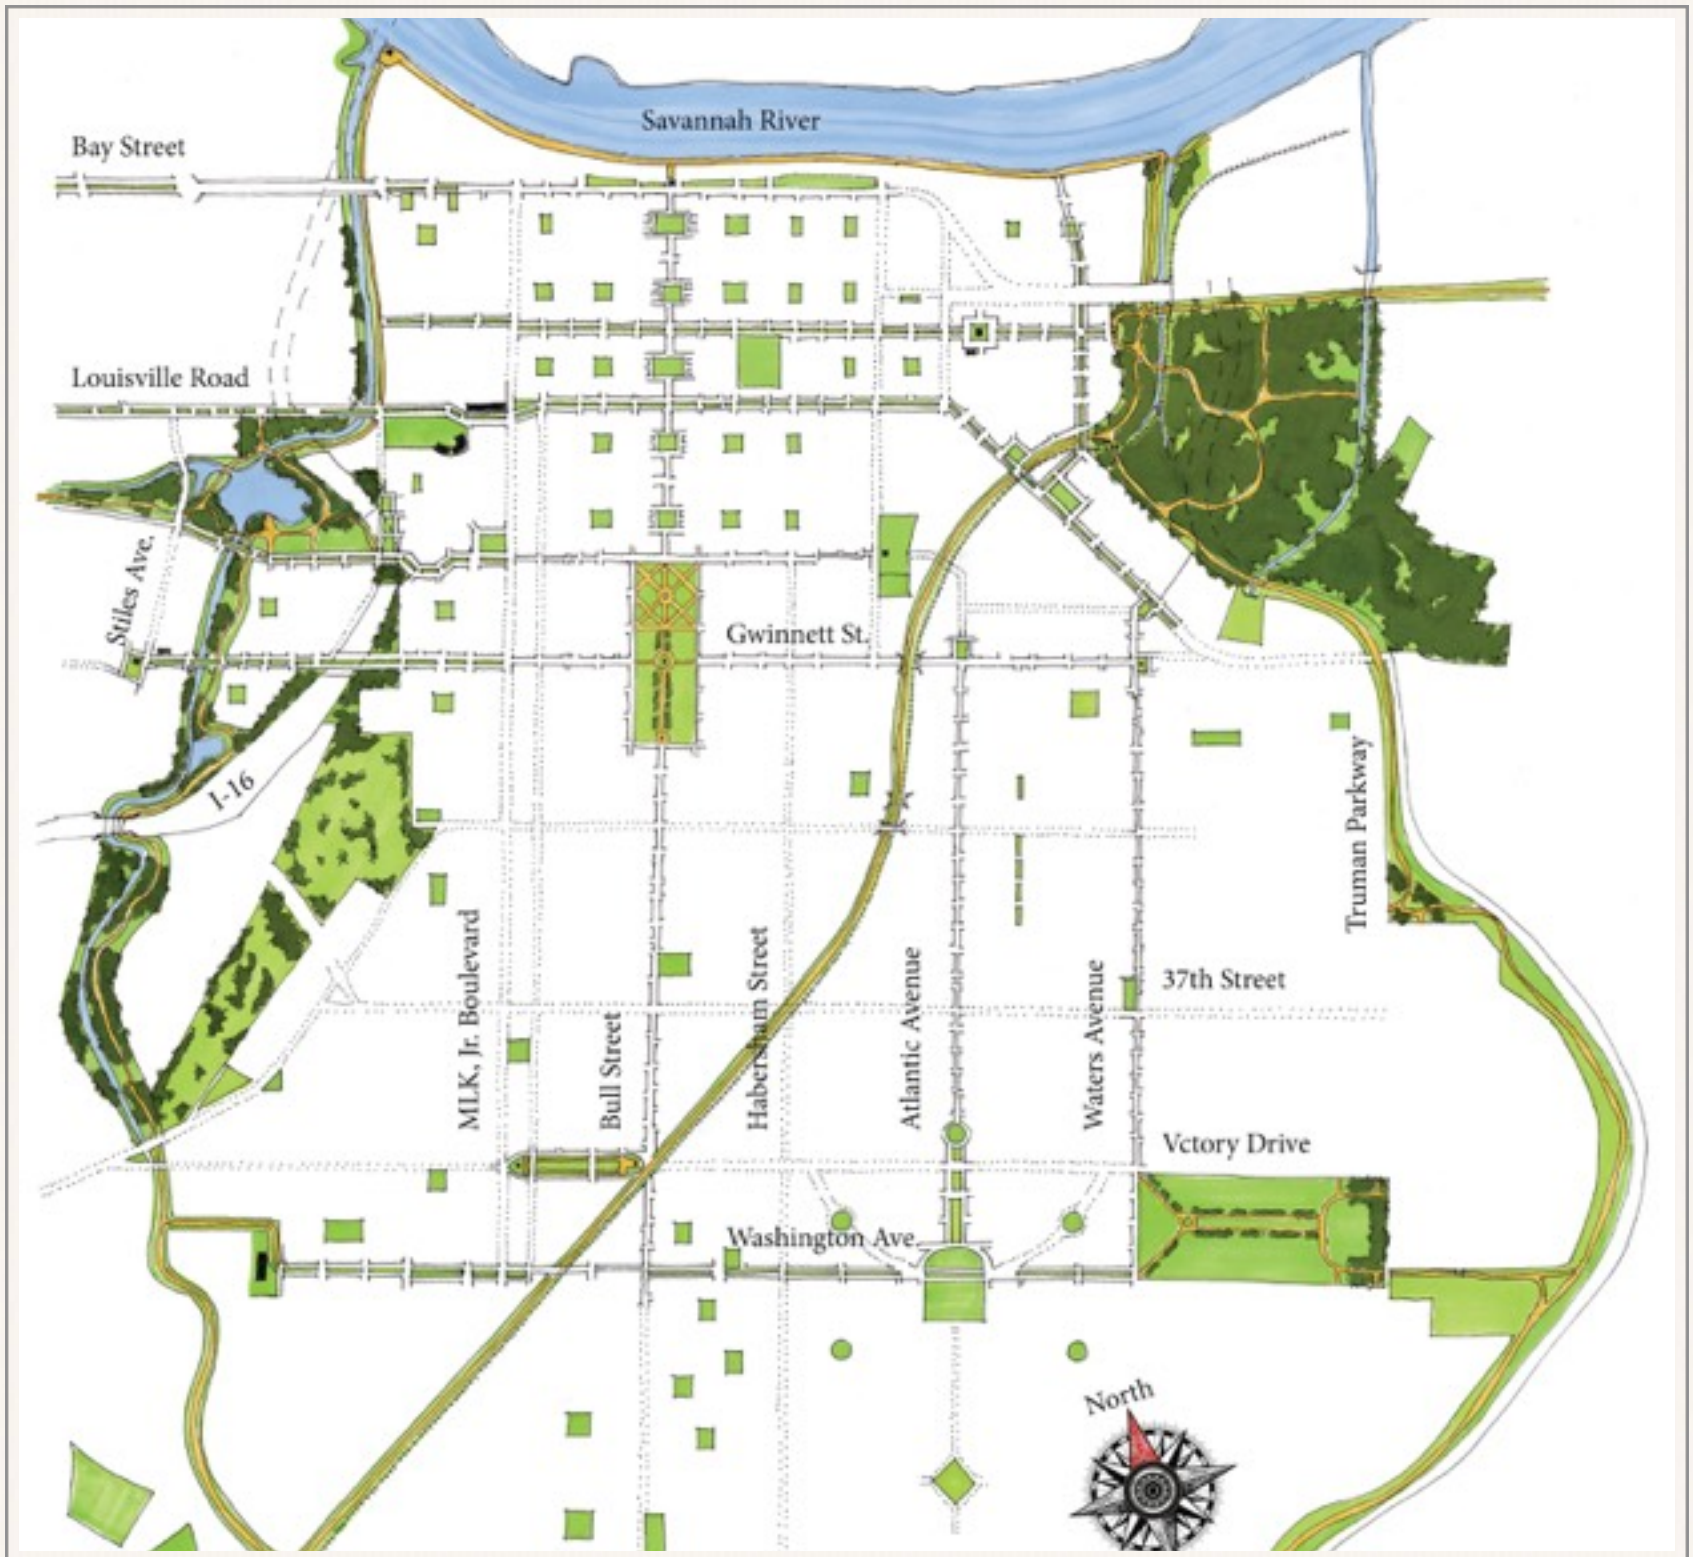 Savannah River
Bay Street
Louisville Road
Stiles Ave.
Gwinnett St.
I-16
Truman Parkway
MLK, Jr. Boulevard
Bull Street
Habersham Street
Atlantic Avenue
Waters Avenue
37th Street
Vctory Drive
Washington Ave.
North